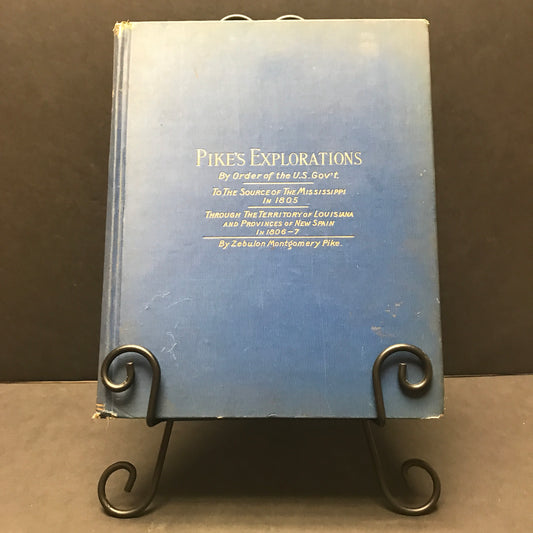 PIKE'S EXPLORATIONS
By Order of the U.S. Gov't.
TO THE SOURCE OF THE MISSISSIPPI
IN 1805
THROUGH THE TERRITORY OF LOUISIANA
AND PROVINCES OF NEW SPAIN
IN 1806-7
By Zebulon Montgomery Pike.